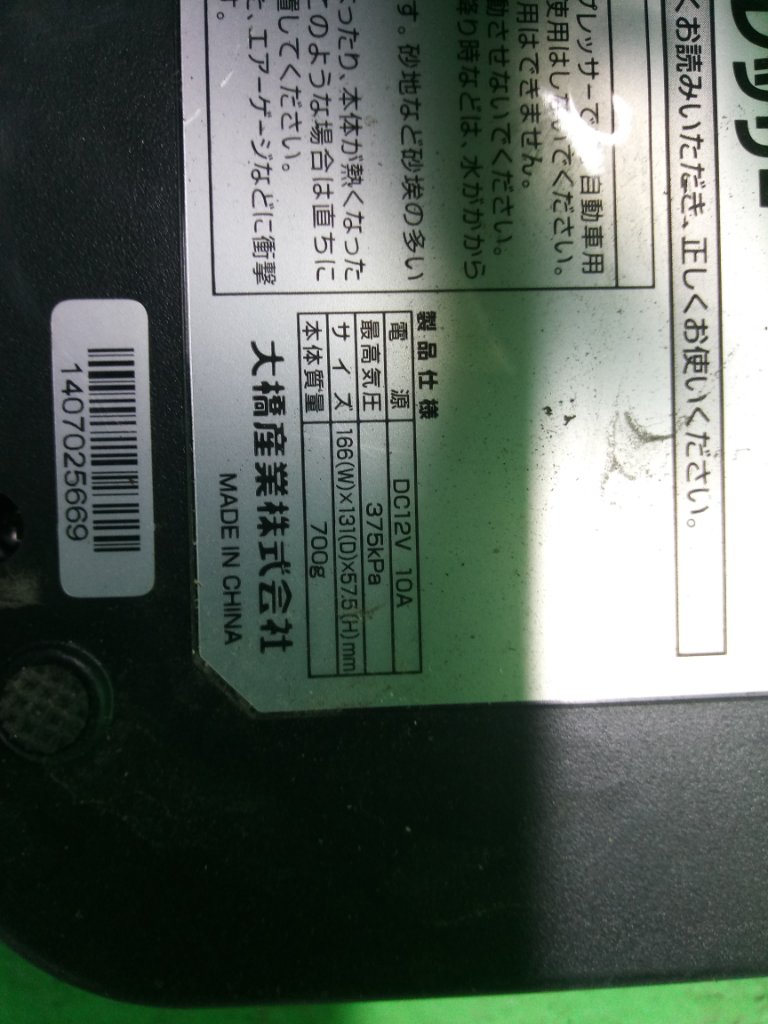 レッサー
くお読みいただき、正しくお使いください。
プレッサーで
自動車用
使用はし
でください。
用はできません。
動させないでください。
降り時などは、水がかから
す。砂地など砂埃の多い
なったり、本体が熱くなった
このような場合は直ちに
置してください。
た、エアーゲージなどに衝撃
す。
製品仕様
電源 DC12V 10A
最高気圧 375kPa
サイズ 166(W)×131(D)×57.5(H)mm
本体質量 700g
大橋産業株式会社
MADE IN CHINA
1407025669